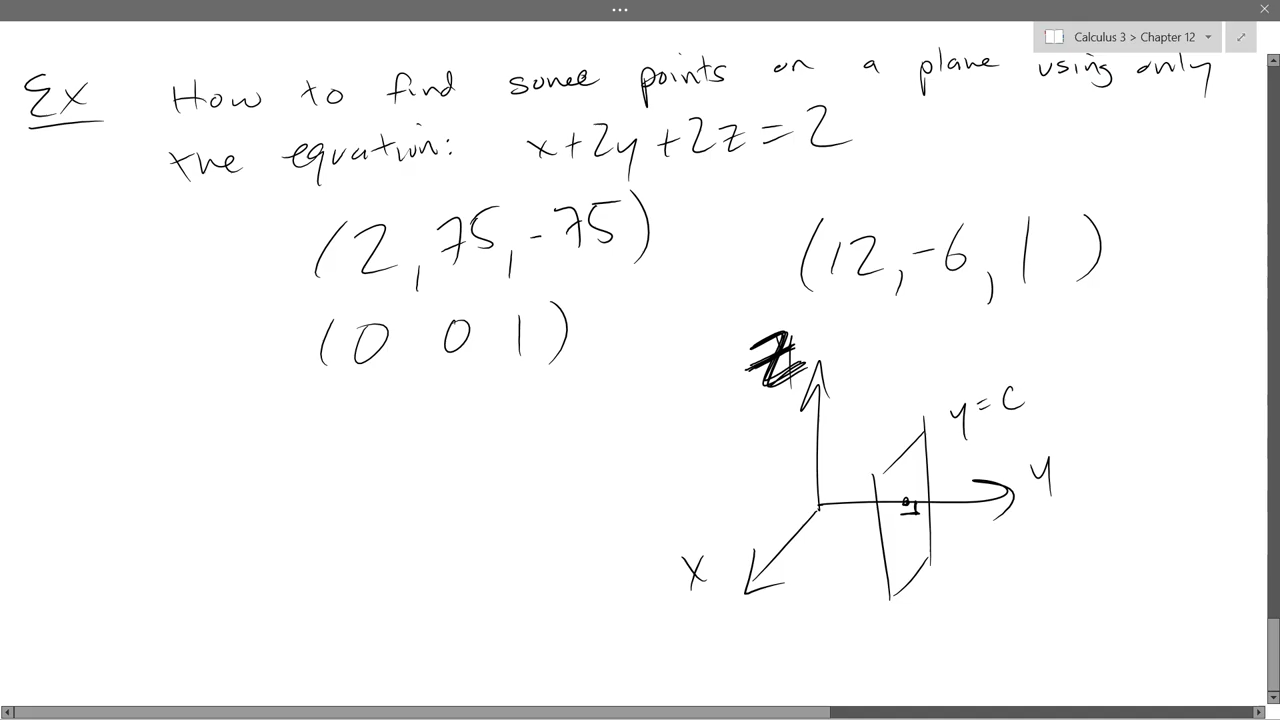 Calculus 3 > Chapter 12
Ex How to find some points on a plane using only
the equation: x+2y+2z=2
(2, 75, -75) (12, -6, 1 )
(0 0 1)
z
y=c
y
x